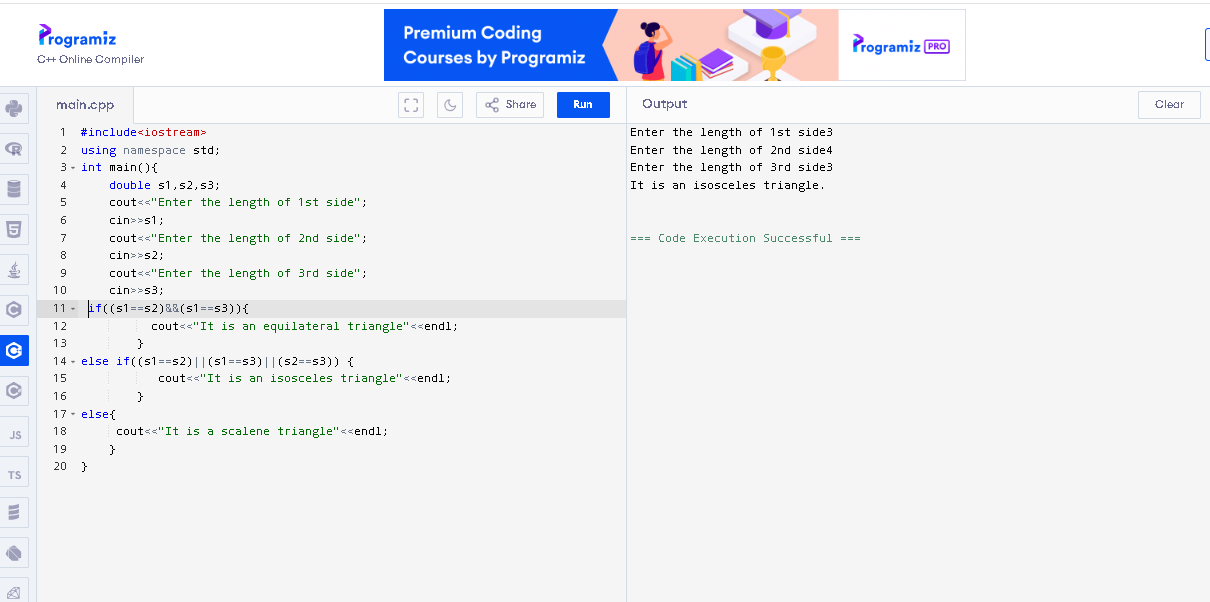 Programiz
C++ Online Compiler
Premium Coding
Courses by Programiz
Programiz PRO
main.cpp
Share
Run
Output
Clear
1 #include<iostream>
2 using namespace std;
3 int main(){
4 double s1,s2,s3;
5 cout<<"Enter the length of 1st side";
6 cin>>s1;
7 cout<<"Enter the length of 2nd side";
8 cin>>s2;
9 cout<<"Enter the length of 3rd side";
10 cin>>s3;
11 if((s1==s2)&&(s1==s3)){
12 cout<<"It is an equilateral triangle"<<endl;
13 }
14 else if((s1==s2)||(s1==s3)||(s2==s3)) {
15 cout<<"It is an isosceles triangle"<<endl;
16 }
17 else{
18 cout<<"It is a scalene triangle"<<endl;
19 }
20 }
JS
TS
Enter the length of 1st side3
Enter the length of 2nd side4
Enter the length of 3rd side3
It is an isosceles triangle.
=== Code Execution Successful ===